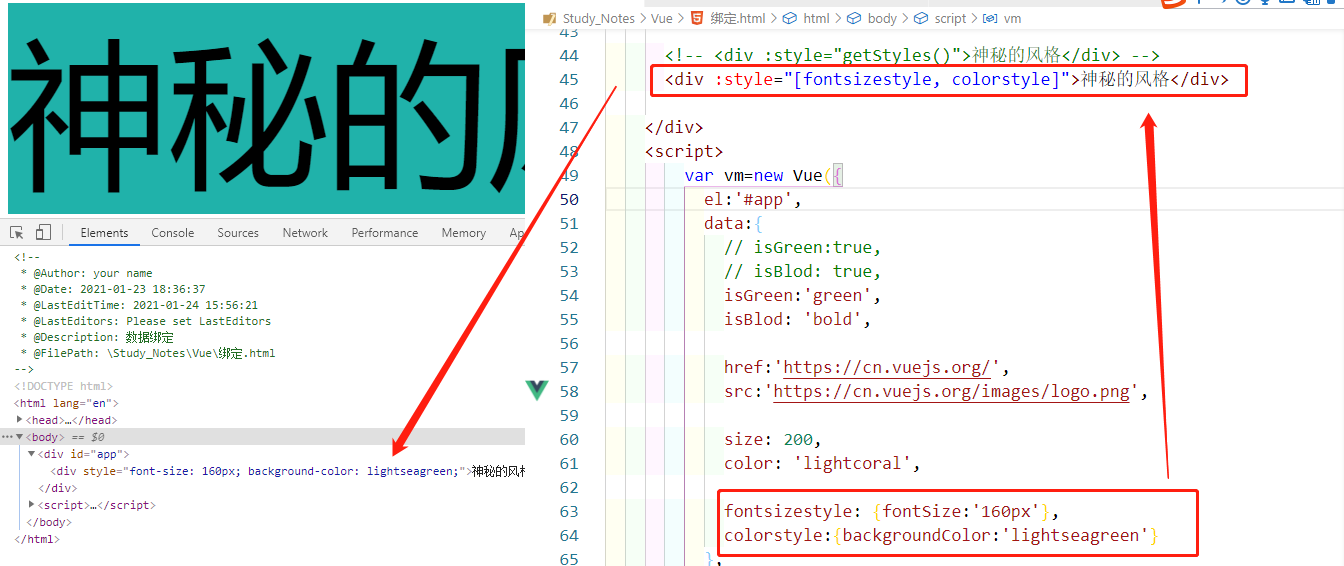 神秘的
Elements Console Sources Network Performance Memory
<!--
* @Author: your name
* @Date: 2021-01-23 18:36:37
* @LastEditTime: 2021-01-24 15:56:21
* @LastEditors: Please set LastEditors
* @Description: 数据绑定
* @FilePath: \Study_Notes\Vue\绑定.html
-->
<!DOCTYPE html>
<html lang="en">
<head>…</head>
<body> == $0
<div id="app">
<div style="font-size: 160px; background-color: lightseagreen;">神秘的风格
</div>
<script>…</script>
</body>
</html>
Study_Notes > Vue > 绑定.html > html > body > script > vm
43
44 <!-- <div :style="getStyles()">神秘的风格</div> -->
45 <div :style="[fontsizestyle, colorstyle]">神秘的风格</div>
46
47 </div>
48 <script>
49 var vm=new Vue({
50 el:'#app',
51 data:{
52 // isGreen:true,
53 // isBlod: true,
54 isGreen:'green',
55 isBlod: 'bold',
56
57 href:'https://cn.vuejs.org/',
58 src:'https://cn.vuejs.org/images/logo.png',
59
60 size: 200,
61 color: 'lightcoral',
62
63 fontsizestyle: {fontSize:'160px'},
64 colorstyle:{backgroundColor:'lightseagreen'}
65 },